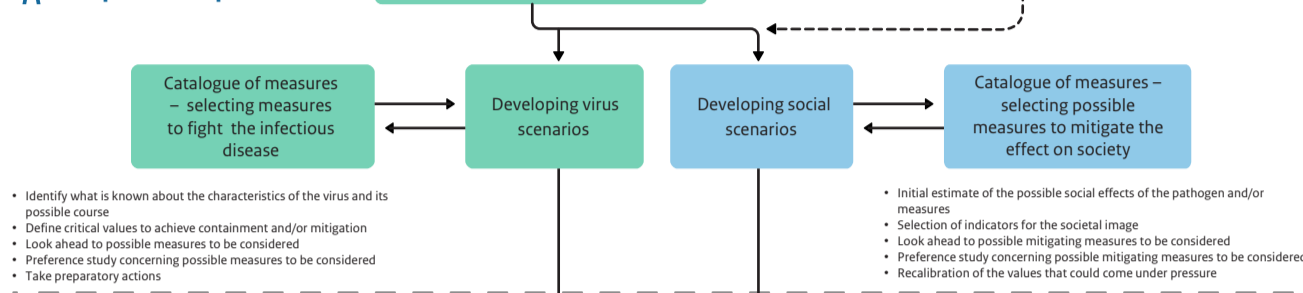 Catalogue of measures
– selecting measures
to fight the infectious
disease
Developing virus
scenarios
Developing social
scenarios
Catalogue of measures –
selecting possible
measures to mitigate the
effect on society
• Identify what is known about the characteristics of the virus and its
possible course
• Define critical values to achieve containment and/or mitigation
• Look ahead to possible measures to be considered
• Preference study concerning possible measures to be considered
• Take preparatory actions
• Initial estimate of the possible social effects of the pathogen and/or
measures
• Selection of indicators for the societal image
• Look ahead to possible mitigating measures to be considered
• Preference study concerning possible mitigating measures to be considered
• Recalibration of the values that could come under pressure